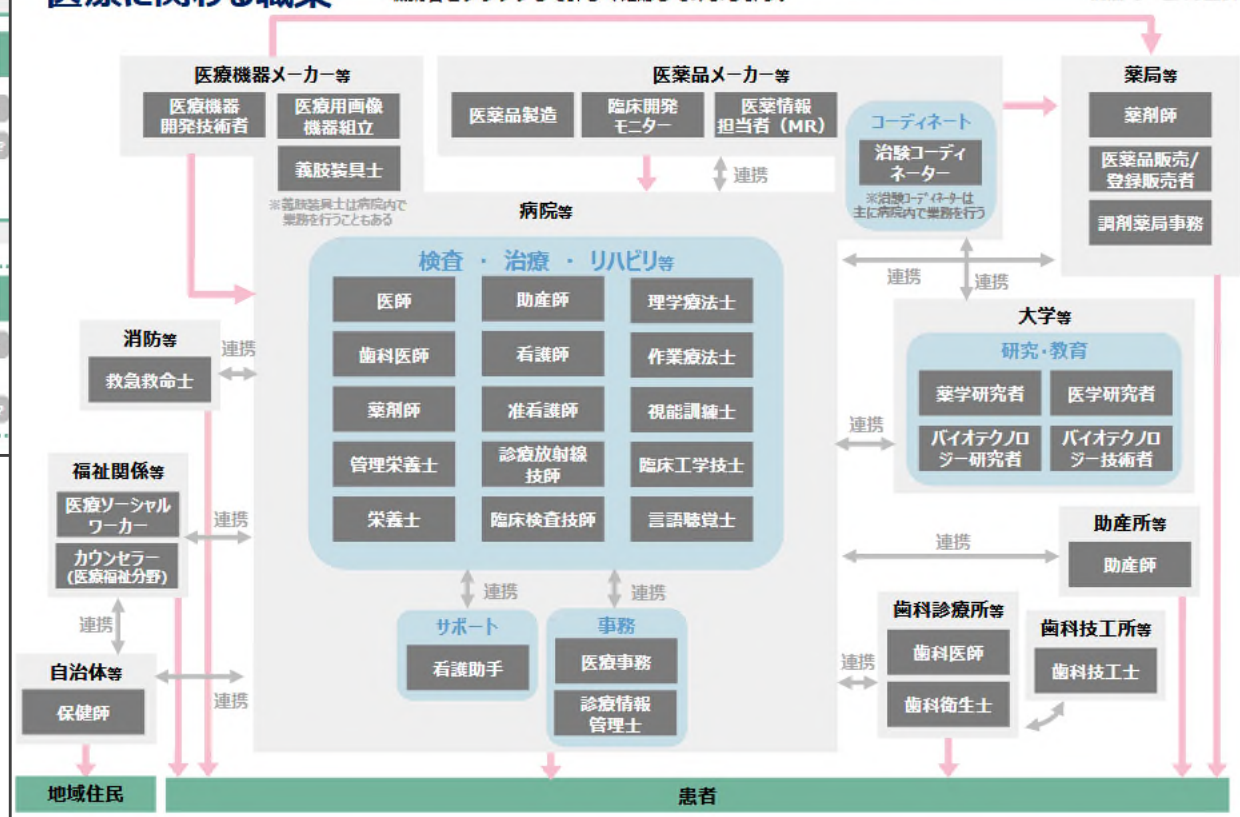 医療に関わる職業
医療機器メーカー等
医療機器
開発技術者
医療用画像
機器組立
義肢装具士
※義肢装具士は病院内で
業務を行うこともある
医薬品メーカー等
医薬品製造
臨床開発
モニター
医薬情報
担当者（MR）
コーディネート
治験コーディ
ネーター
※治験コーディネーターは
主に病院内で業務を行う
薬局等
薬剤師
医薬品販売/
登録販売者
調剤薬局事務
連携
連携
連携
病院等
検査 ・ 治療 ・ リハビリ等
医師
助産師
理学療法士
歯科医師
看護師
作業療法士
薬剤師
准看護師
視能訓練士
管理栄養士
診療放射線
技師
臨床工学技士
栄養士
臨床検査技師
言語聴覚士
連携
連携
サポート
看護助手
事務
医療事務
診療情報
管理士
消防等
救急救命士
連携
福祉関係等
医療ソーシャル
ワーカー
カウンセラー
(医療福祉分野)
連携
連携
自治体等
保健師
連携
大学等
研究・教育
薬学研究者
医学研究者
バイオテクノロ
ジー研究者
バイオテクノロ
ジー技術者
連携
助産所等
助産師
連携
歯科診療所等
歯科医師
歯科衛生士
連携
歯科技工所等
歯科技工士
地域住民
患者